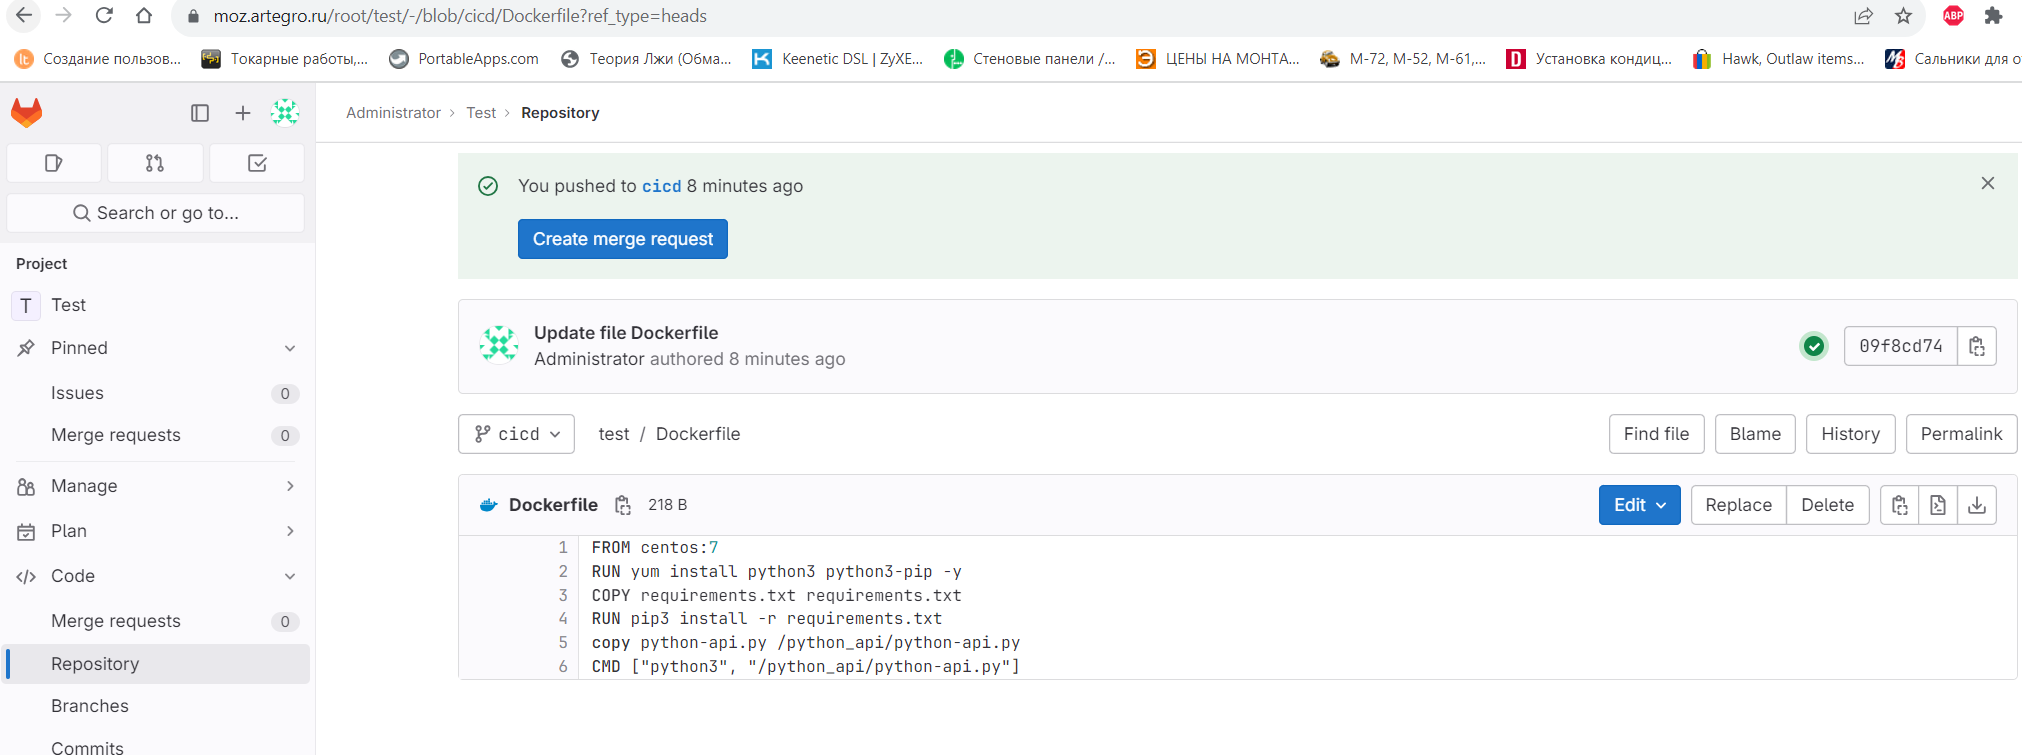 moz.artegro.ru/root/test/-/blob/cicd/Dockerfile?ref_type=heads
ABP
lt Создание пользов... Токарные работы,... PortableApps.com Теория Лжи (Обма... Keenetic DSL | ZyXE... Стеновые панели /... ЦЕНЫ НА МОНТА... М-72, М-52, М-61,... D Установка кондиц... Hawk, Outlaw items... Сальники для о
Administrator > Test > Repository
You pushed to cicd 8 minutes ago
Create merge request
Search or go to...
Project
T Test
Pinned
Issues 0
Merge requests 0
Manage
Plan
Code
Merge requests 0
Repository
Branches
Commits
Update file Dockerfile
Administrator authored 8 minutes ago
09f8cd74
cicd test / Dockerfile Find file Blame History Permalink
Dockerfile 218 B Edit Replace Delete
1 FROM centos:7
2 RUN yum install python3 python3-pip -y
3 COPY requirements.txt requirements.txt
4 RUN pip3 install -r requirements.txt
5 copy python-api.py /python_api/python-api.py
6 CMD ["python3", "/python_api/python-api.py"]